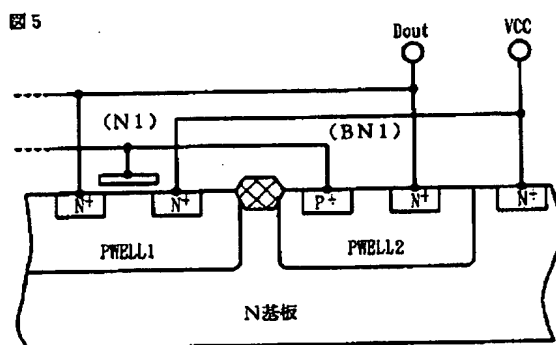 図5
Dout VCC
(N1) (BN1)
N+ N+ P+ N+ N+
PWELL1 PWELL2
N基板